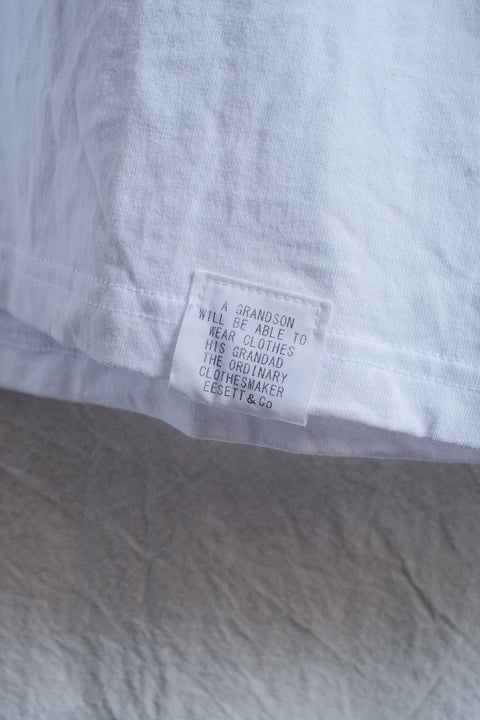 A GRANDSON
WILL BE ABLE TO
WEAR CLOTHES
HIS GRANDAD
THE ORDINARY
CLOTHESMAKER
EESETT & Co